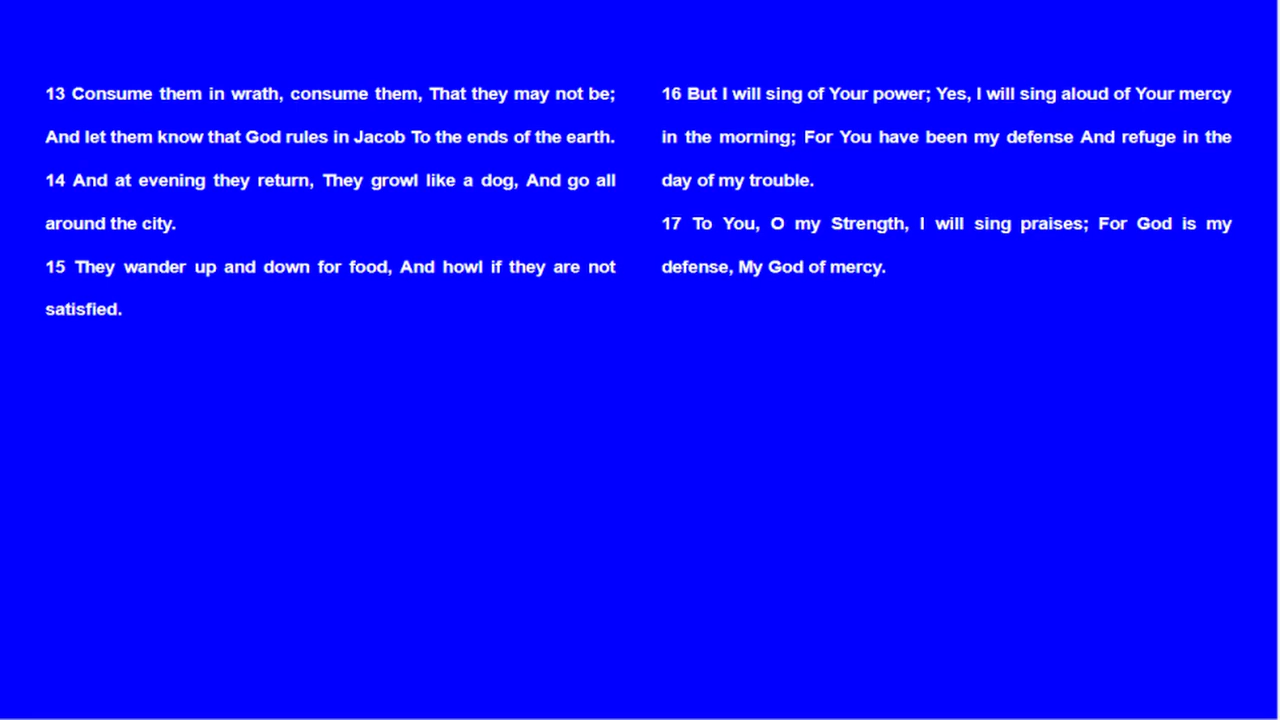 13 Consume them in wrath, consume them, That they may not be;
And let them know that God rules in Jacob To the ends of the earth.
14 And at evening they return, They growl like a dog, And go all
around the city.
15 They wander up and down for food, And howl if they are not
satisfied.
16 But I will sing of Your power; Yes, I will sing aloud of Your mercy
in the morning; For You have been my defense And refuge in the
day of my trouble.
17 To You, O my Strength, I will sing praises; For God is my
defense, My God of mercy.